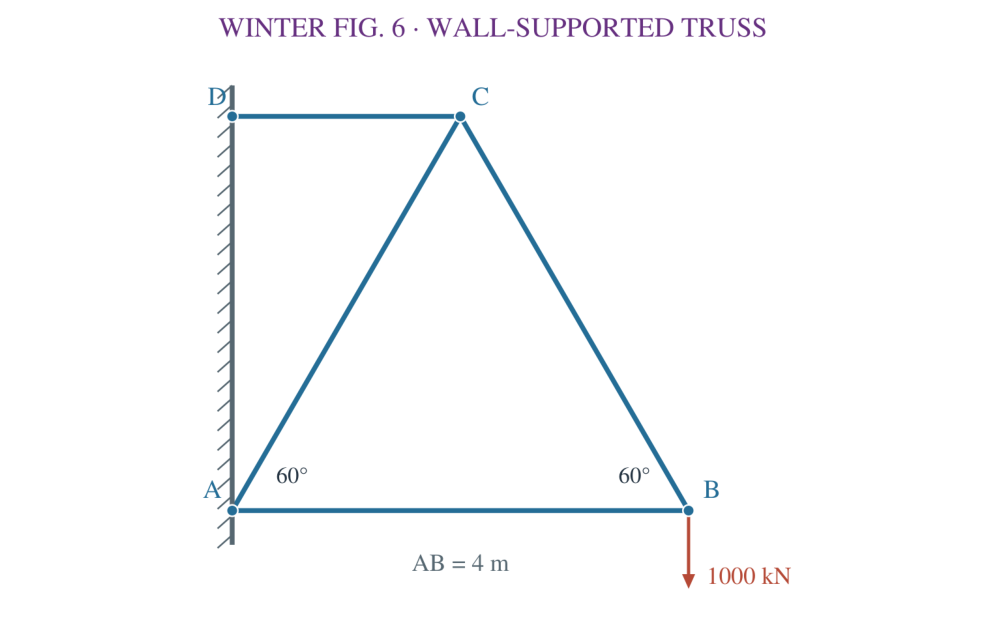 WINTER FIG. 6 · WALL-SUPPORTED TRUSS
D
C
60°
60°
A
B
AB = 4 m
1000 kN